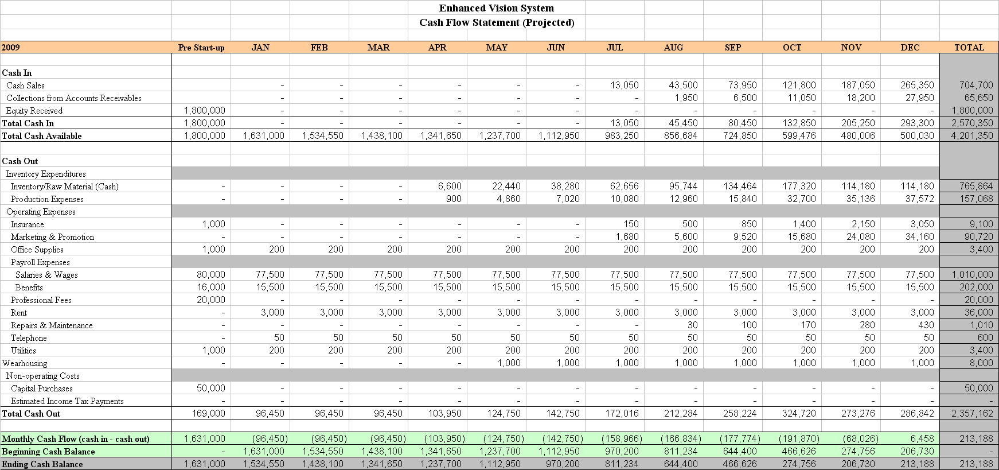 Enhanced Vision System
Cash Flow Statement (Projected)
2009 Pre Start-up JAN FEB MAR APR MAY JUN JUL AUG SEP OCT NOV DEC TOTAL
Cash In
Cash Sales - - - - - - 13,050 43,500 73,950 121,800 187,050 265,350 704,700
Collections from Accounts Receivables - - - - - - - 1,950 6,500 11,050 18,200 27,950 65,650
Equity Received 1,800,000 - - - - - - - - - - - - 1,800,000
Total Cash In 1,800,000 - - - - - - 13,050 45,450 80,450 132,850 205,250 293,300 2,570,350
Total Cash Available 1,800,000 1,631,000 1,534,550 1,438,100 1,341,650 1,237,700 1,112,950 983,250 856,684 724,850 599,476 480,006 500,030 4,201,350
Cash Out
Inventory Expenditures
Inventory/Raw Material (Cash) - - - - 6,600 22,440 38,280 62,656 95,744 134,464 177,320 114,180 114,180 765,864
Production Expenses - - - - 900 4,860 7,020 10,080 12,960 15,840 32,700 35,136 37,572 157,068
Operating Expenses
Insurance 1,000 - - - - - - 150 500 850 1,400 2,150 3,050 9,100
Marketing & Promotion - - - - - - - 1,680 5,600 9,520 15,680 24,080 34,160 90,720
Office Supplies 1,000 200 200 200 200 200 200 200 200 200 200 200 200 3,400
Payroll Expenses
Salaries & Wages 80,000 77,500 77,500 77,500 77,500 77,500 77,500 77,500 77,500 77,500 77,500 77,500 77,500 1,010,000
Benefits 16,000 15,500 15,500 15,500 15,500 15,500 15,500 15,500 15,500 15,500 15,500 15,500 15,500 202,000
Professional Fees 20,000 - - - - - - - - - - - - 20,000
Rent - 3,000 3,000 3,000 3,000 3,000 3,000 3,000 3,000 3,000 3,000 3,000 3,000 36,000
Repairs & Maintenance - - - - - - - - 30 100 170 280 430 1,010
Telephone - 50 50 50 50 50 50 50 50 50 50 50 50 600
Utilities 1,000 200 200 200 200 200 200 200 200 200 200 200 200 3,400
Wearhousing - - - - - 1,000 1,000 1,000 1,000 1,000 1,000 1,000 1,000 8,000
Non-operating Costs
Capital Purchases 50,000 - - - - - - - - - - - - 50,000
Estimated Income Tax Payments - - - - - - - - - - - - - -
Total Cash Out 169,000 96,450 96,450 96,450 103,950 124,750 142,750 172,016 212,284 258,224 324,720 273,276 286,842 2,357,162
Monthly Cash Flow (cash in - cash out) 1,631,000 (96,450) (96,450) (96,450) (103,950) (124,750) (142,750) (158,966) (166,834) (177,774) (191,870) (68,026) 6,458 213,188
Beginning Cash Balance - 1,631,000 1,534,550 1,438,100 1,341,650 1,237,700 1,112,950 970,200 811,234 644,400 466,626 274,756 206,730 -
Ending Cash Balance 1,631,000 1,534,550 1,438,100 1,341,650 1,237,700 1,112,950 970,200 811,234 644,400 466,626 274,756 206,730 213,188 213,188